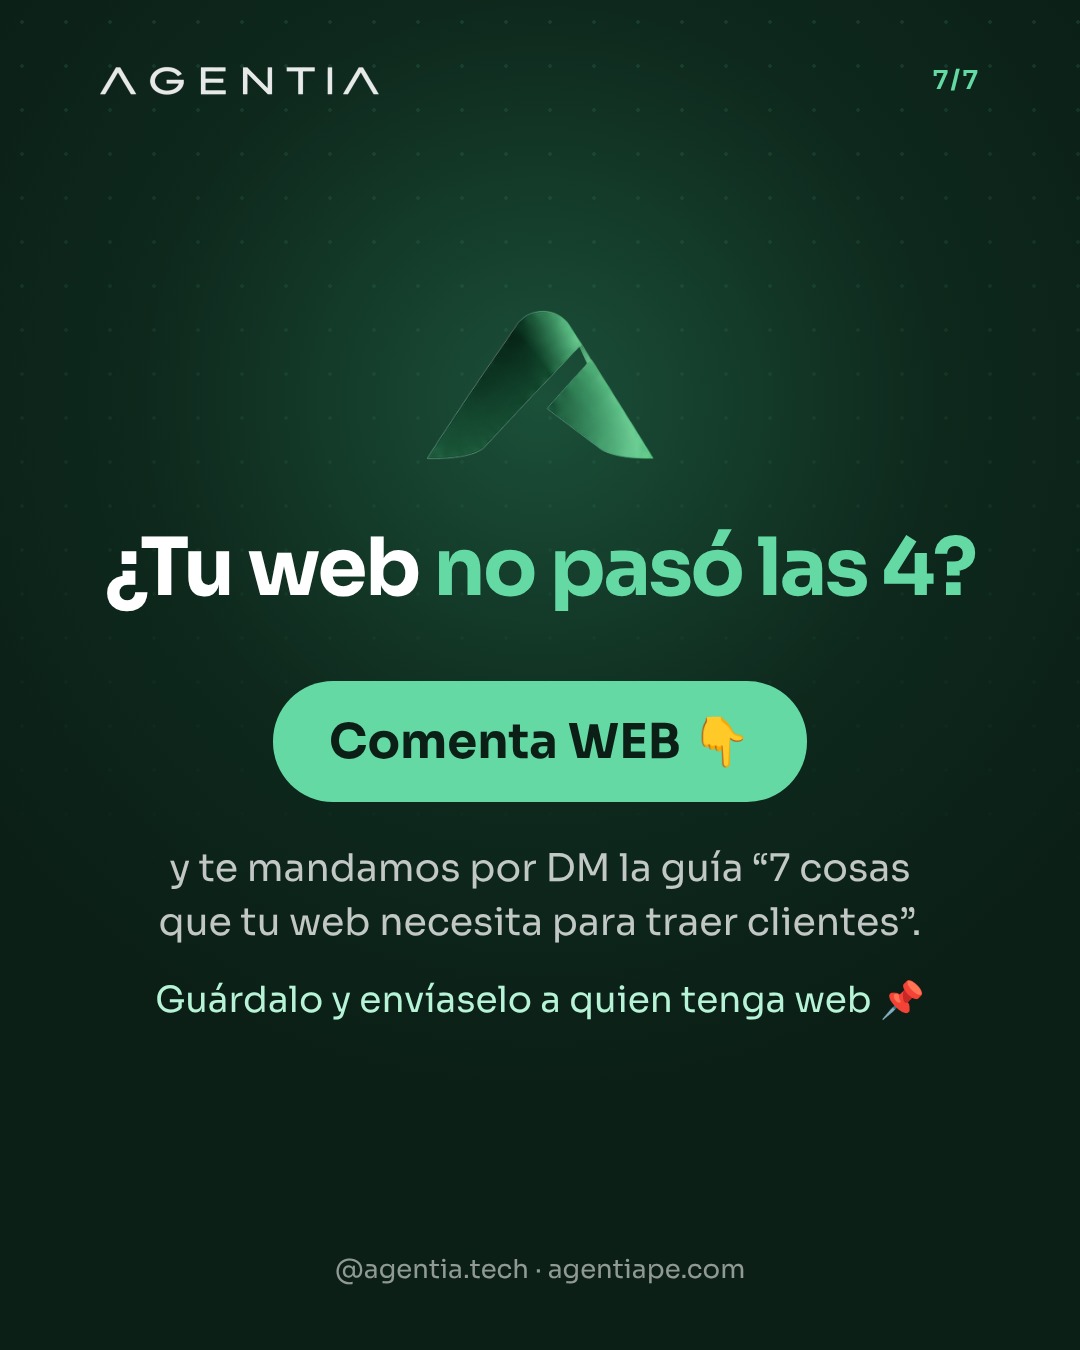 AGENTIA
7/7
¿Tu web no pasó las 4?
Comenta WEB 👇
y te mandamos por DM la guía “7 cosas
que tu web necesita para traer clientes”.
Guárdalo y envíaselo a quien tenga web 📌
@agentia.tech · agentiape.com